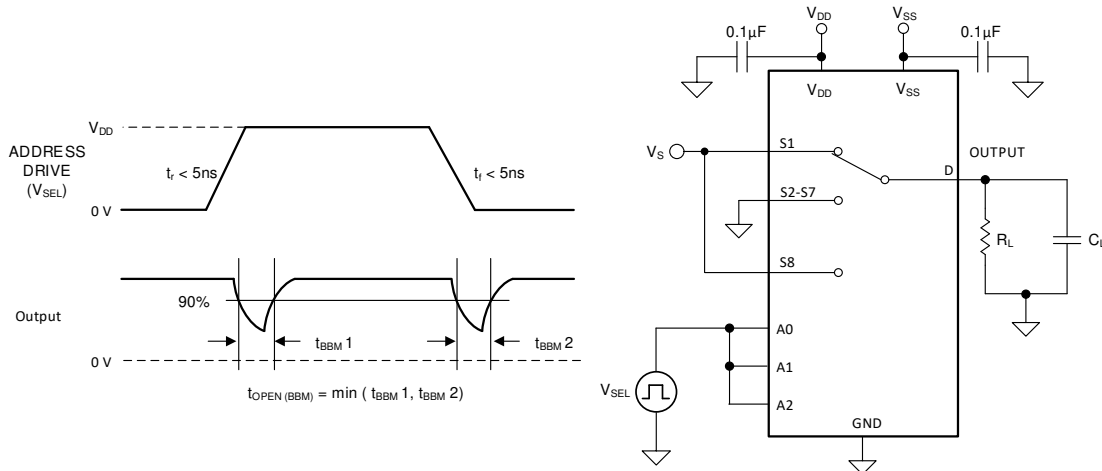 ADDRESS
DRIVE
(VSEL)
VDD
tr < 5ns
tf < 5ns
0 V
Output
90%
tBBM 1
tBBM 2
0 V
tOPEN (BBM) = min ( tBBM 1, tBBM 2)
VDD
VSS
0.1µF
0.1µF
VDD
VSS
VS
S1
OUTPUT
D
S2-S7
RL
CL
S8
A0
A1
VSEL
A2
GND